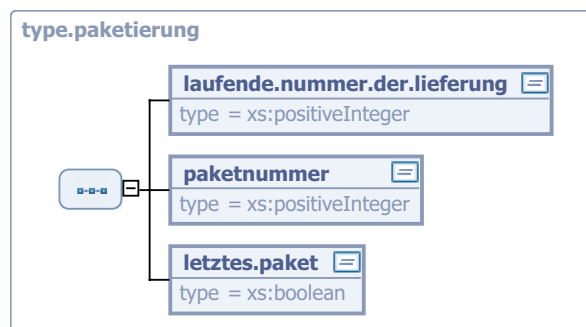 type.paketierung
laufende.nummer.der.lieferung
type = xs:positiveInteger
paketnummer
type = xs:positiveInteger
letztes.paket
type = xs:boolean